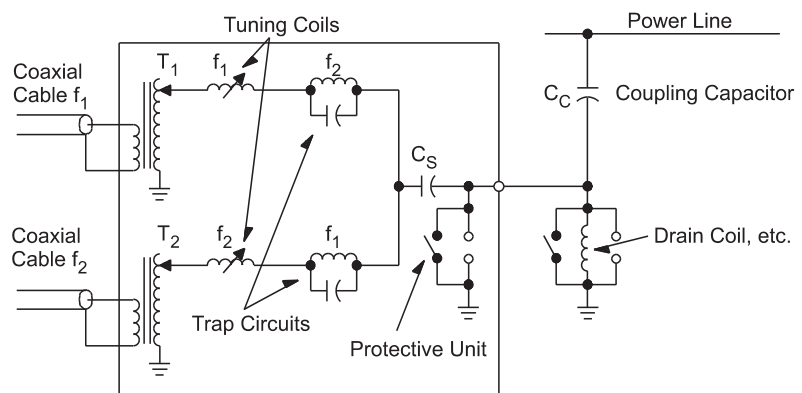 Tuning Coils
Power Line
T1
f1
f2
Coaxial
Cable f1
CC
Coupling Capacitor
CS
T2
f2
f1
Coaxial
Cable f2
Drain Coil, etc.
Trap Circuits
Protective Unit